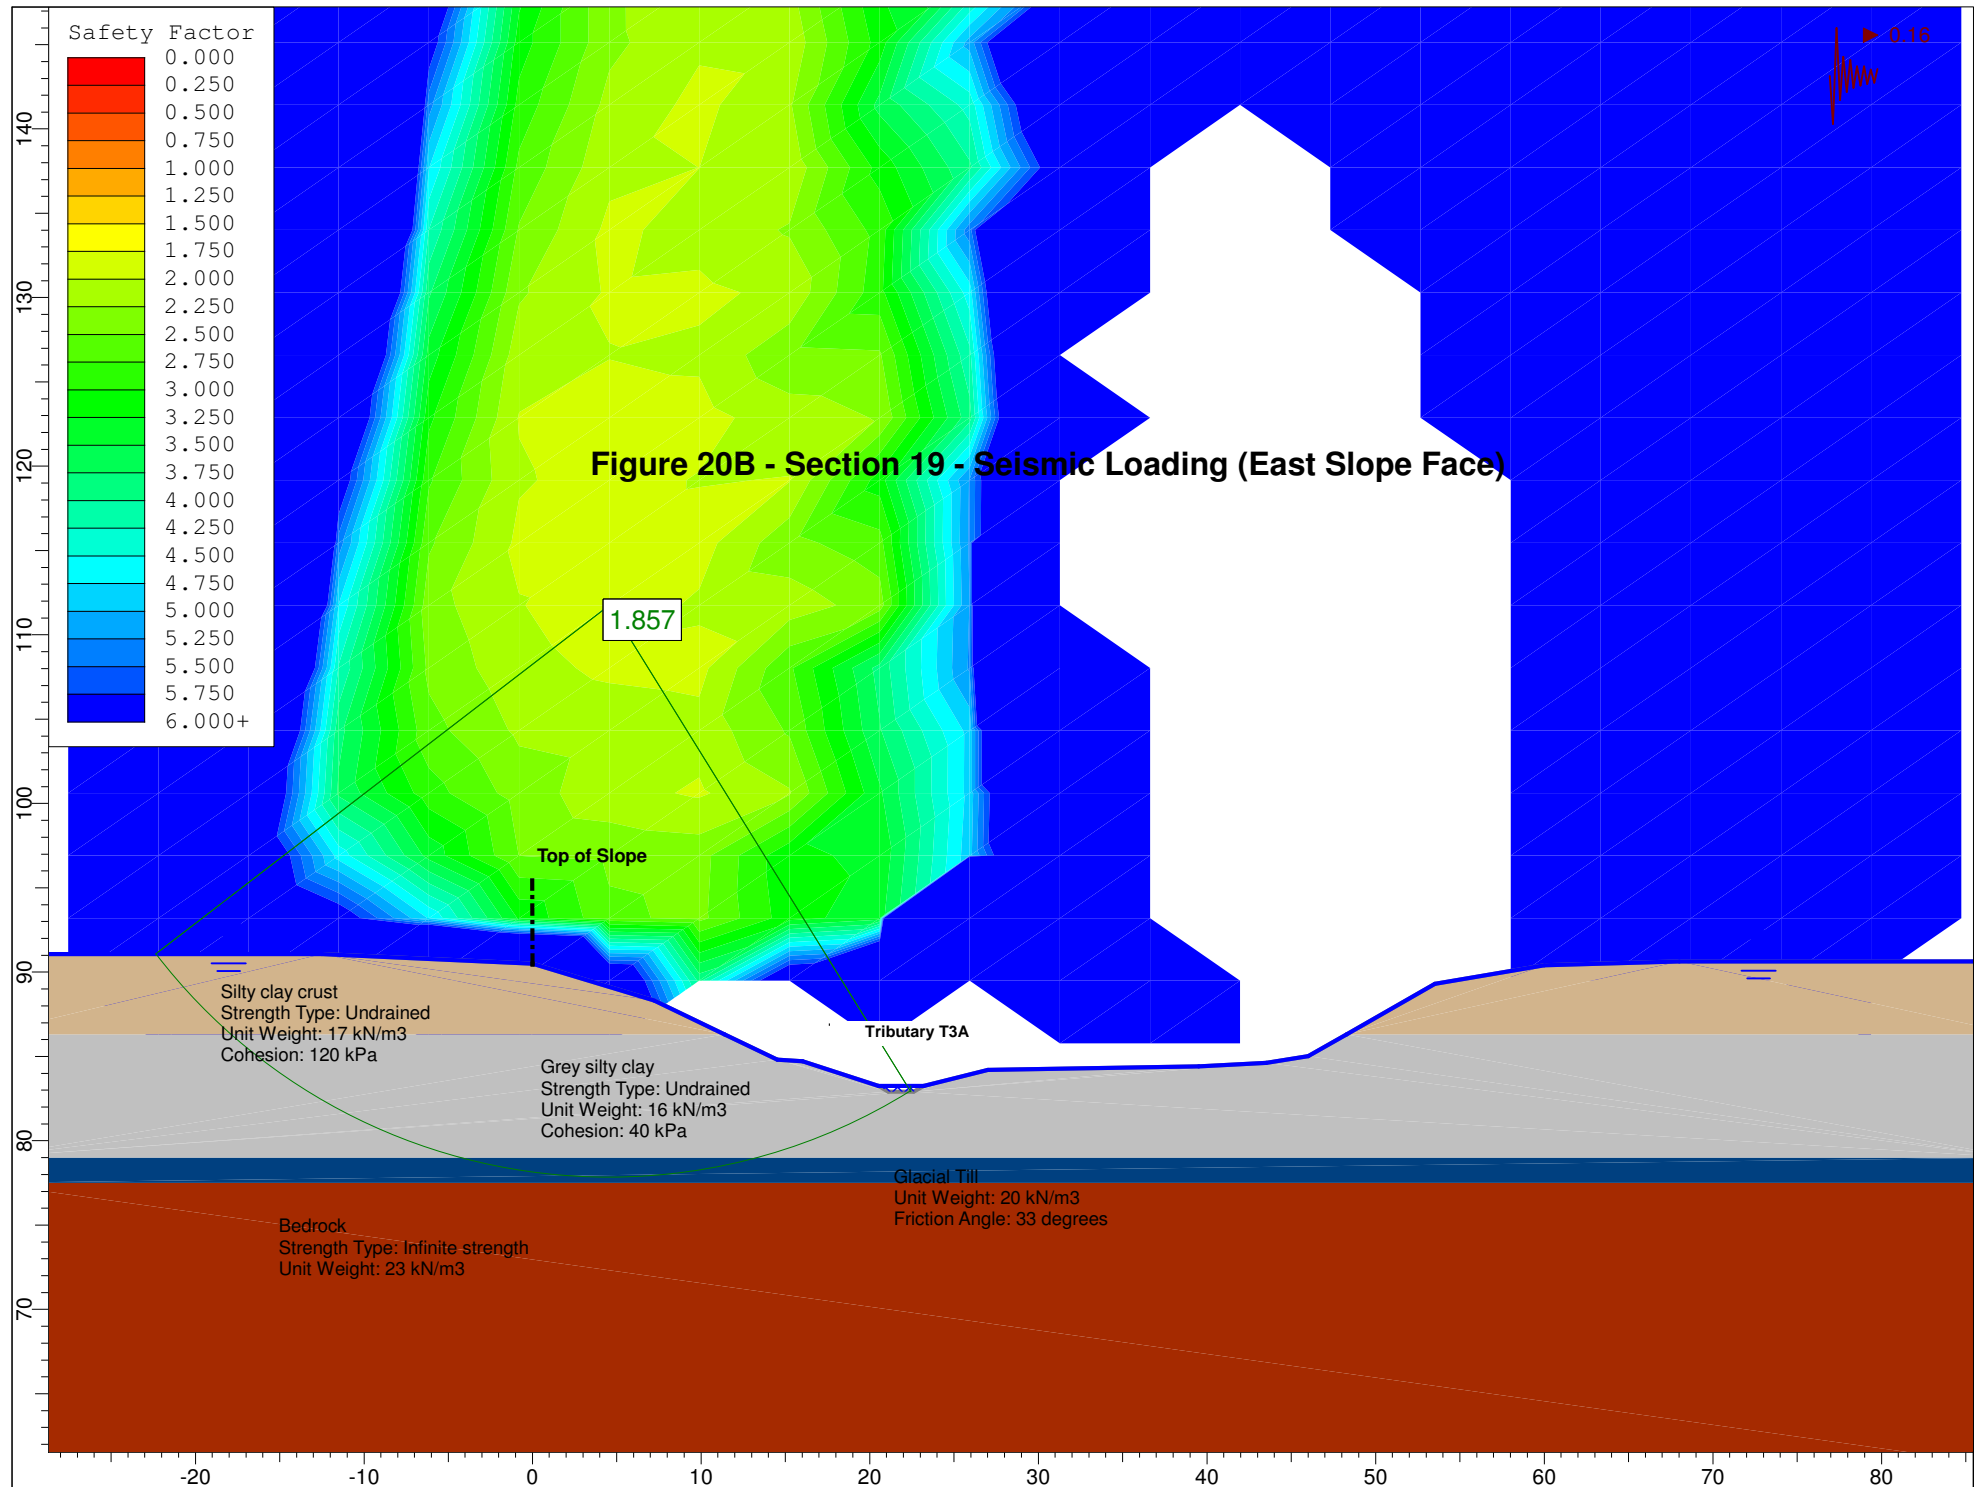 Safety Factor
0.000
0.250
0.500
0.750
1.000
1.250
1.500
1.750
2.000
2.250
2.500
2.750
3.000
3.250
3.500
3.750
4.000
4.250
4.500
4.750
5.000
5.250
5.500
5.750
6.000+
0.16
140
130
120
110
100
90
80
70
Figure 20B - Section 19 - Seismic Loading (East Slope Face)
1.857
Top of Slope
Silty clay crust
Strength Type: Undrained
Unit Weight: 17 kN/m3
Cohesion: 120 kPa
Tributary T3A
Grey silty clay
Strength Type: Undrained
Unit Weight: 16 kN/m3
Cohesion: 40 kPa
Glacial Till
Unit Weight: 20 kN/m3
Friction Angle: 33 degrees
Bedrock
Strength Type: Infinite strength
Unit Weight: 23 kN/m3
-20 -10 0 10 20 30 40 50 60 70 80